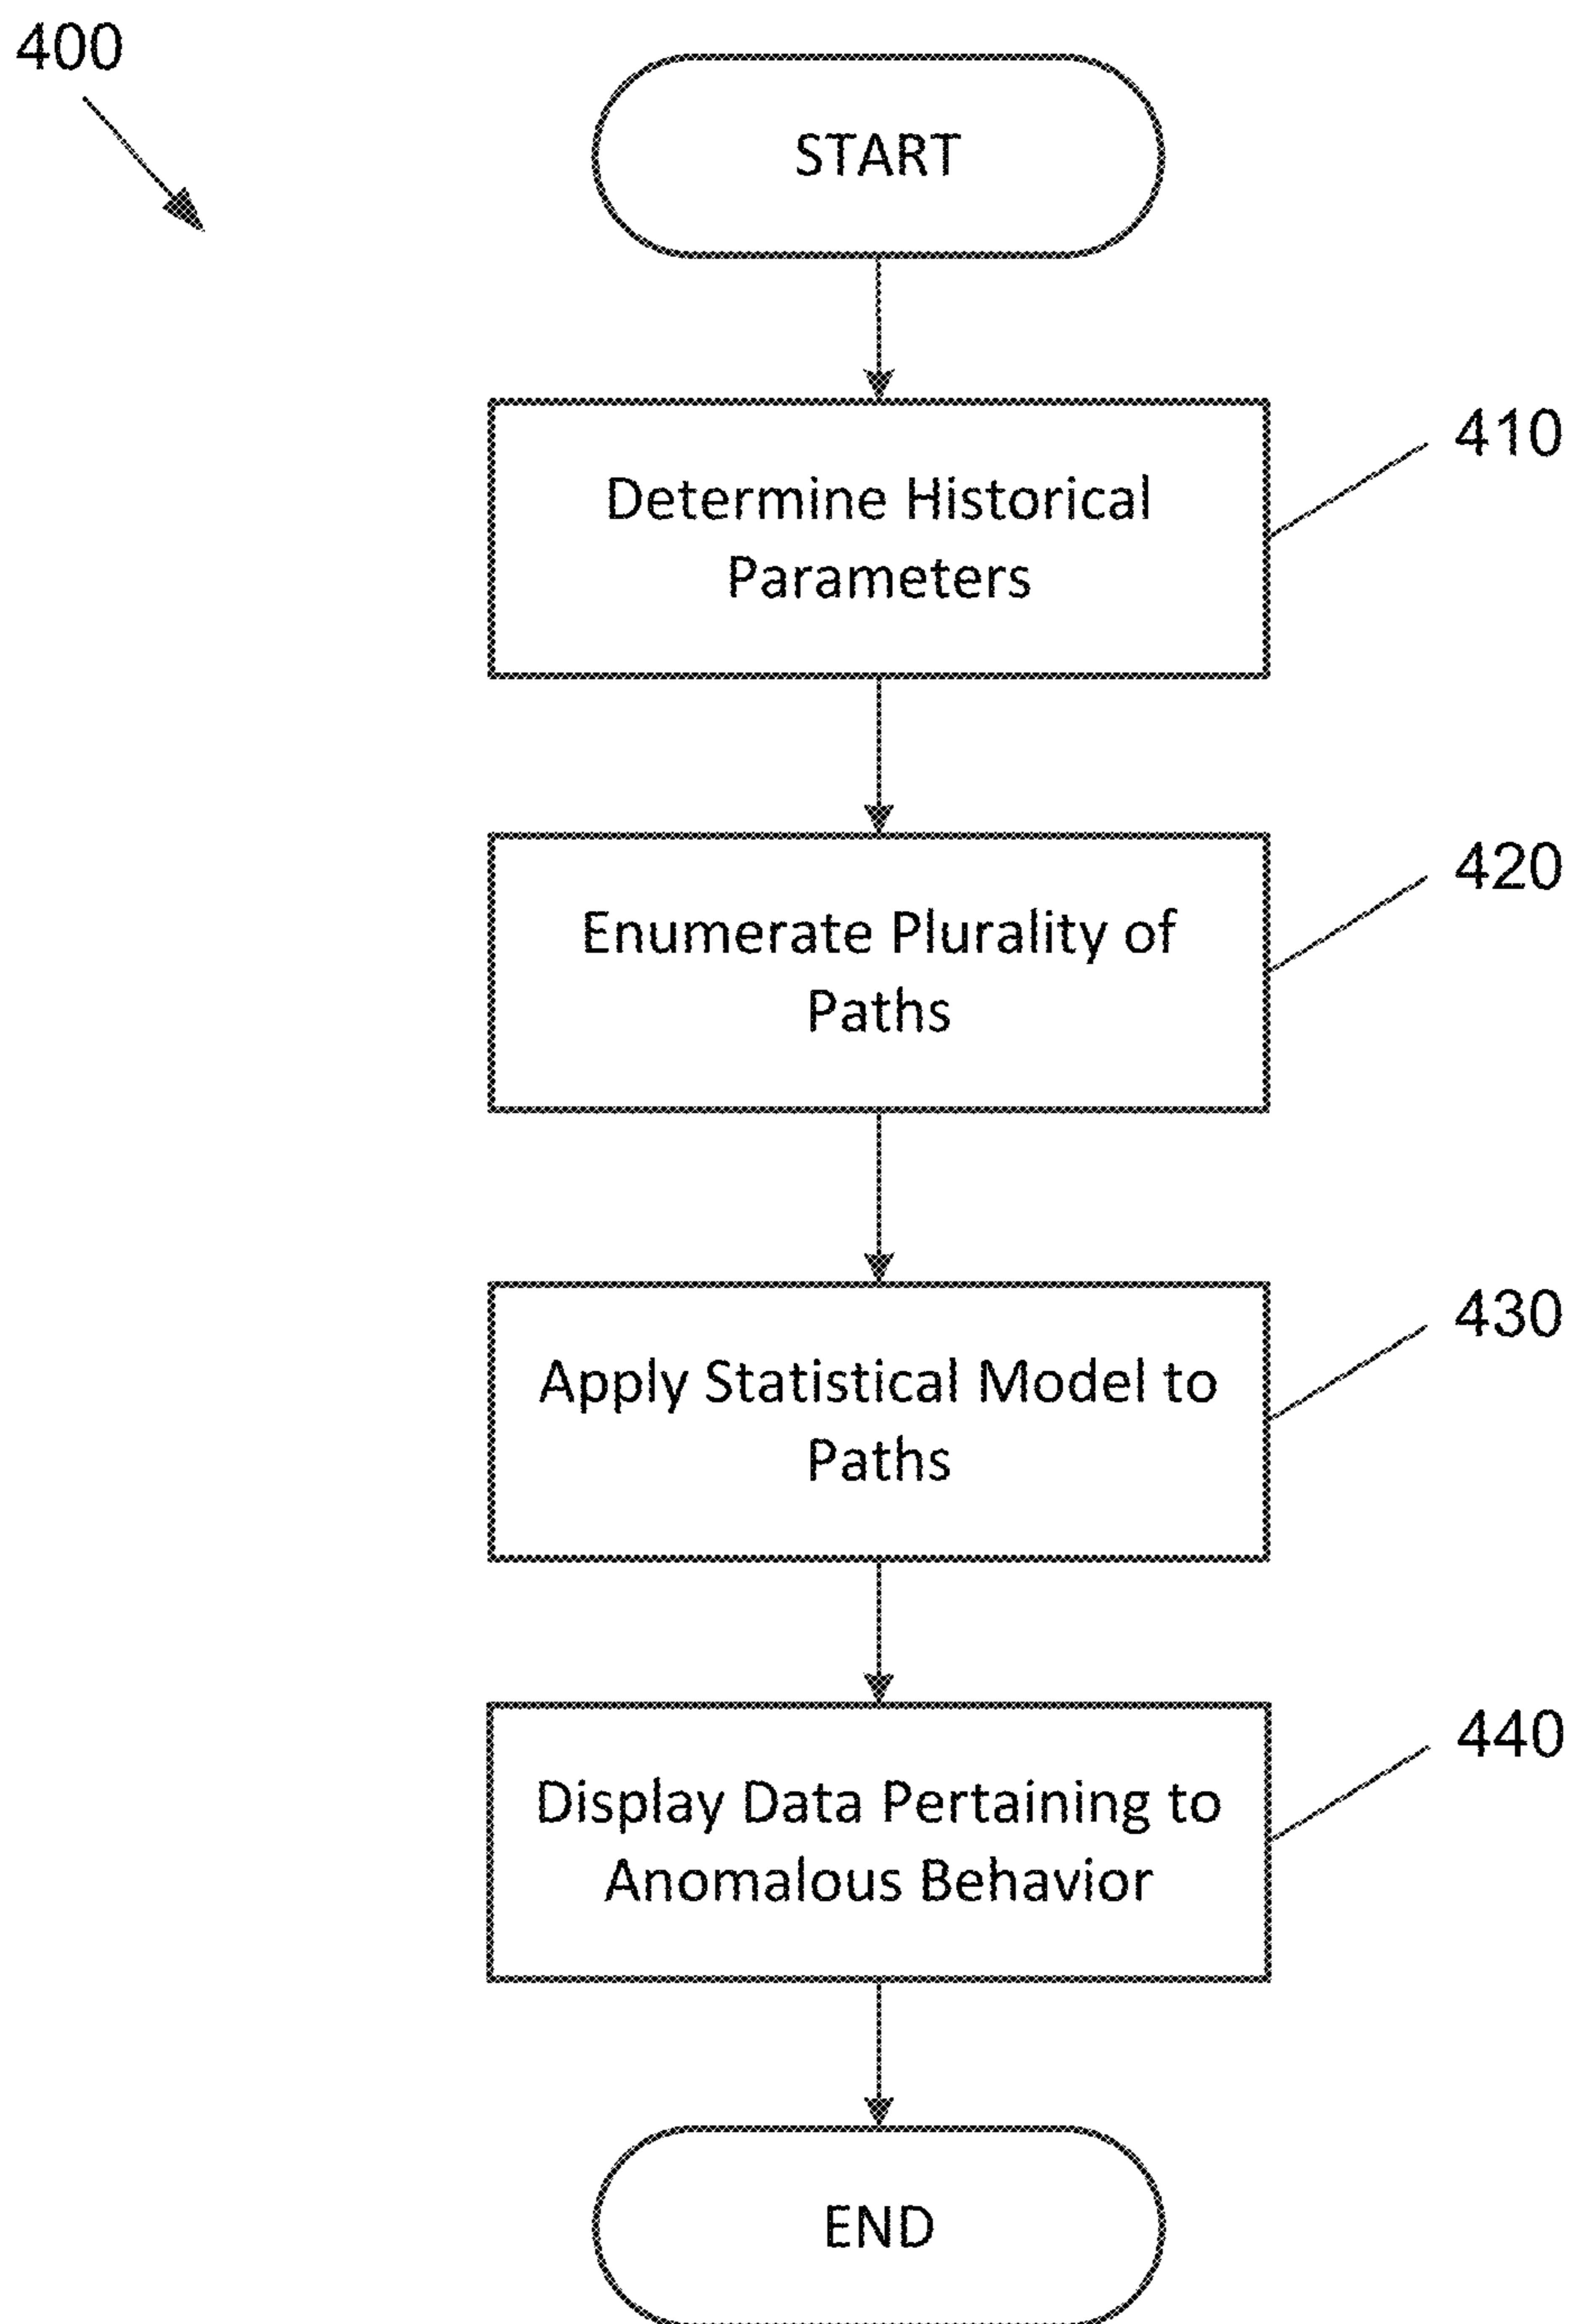 400
START
Determine Historical
Parameters
410
Enumerate Plurality of
Paths
420
Apply Statistical Model to
Paths
430
Display Data Pertaining to
Anomalous Behavior
440
END